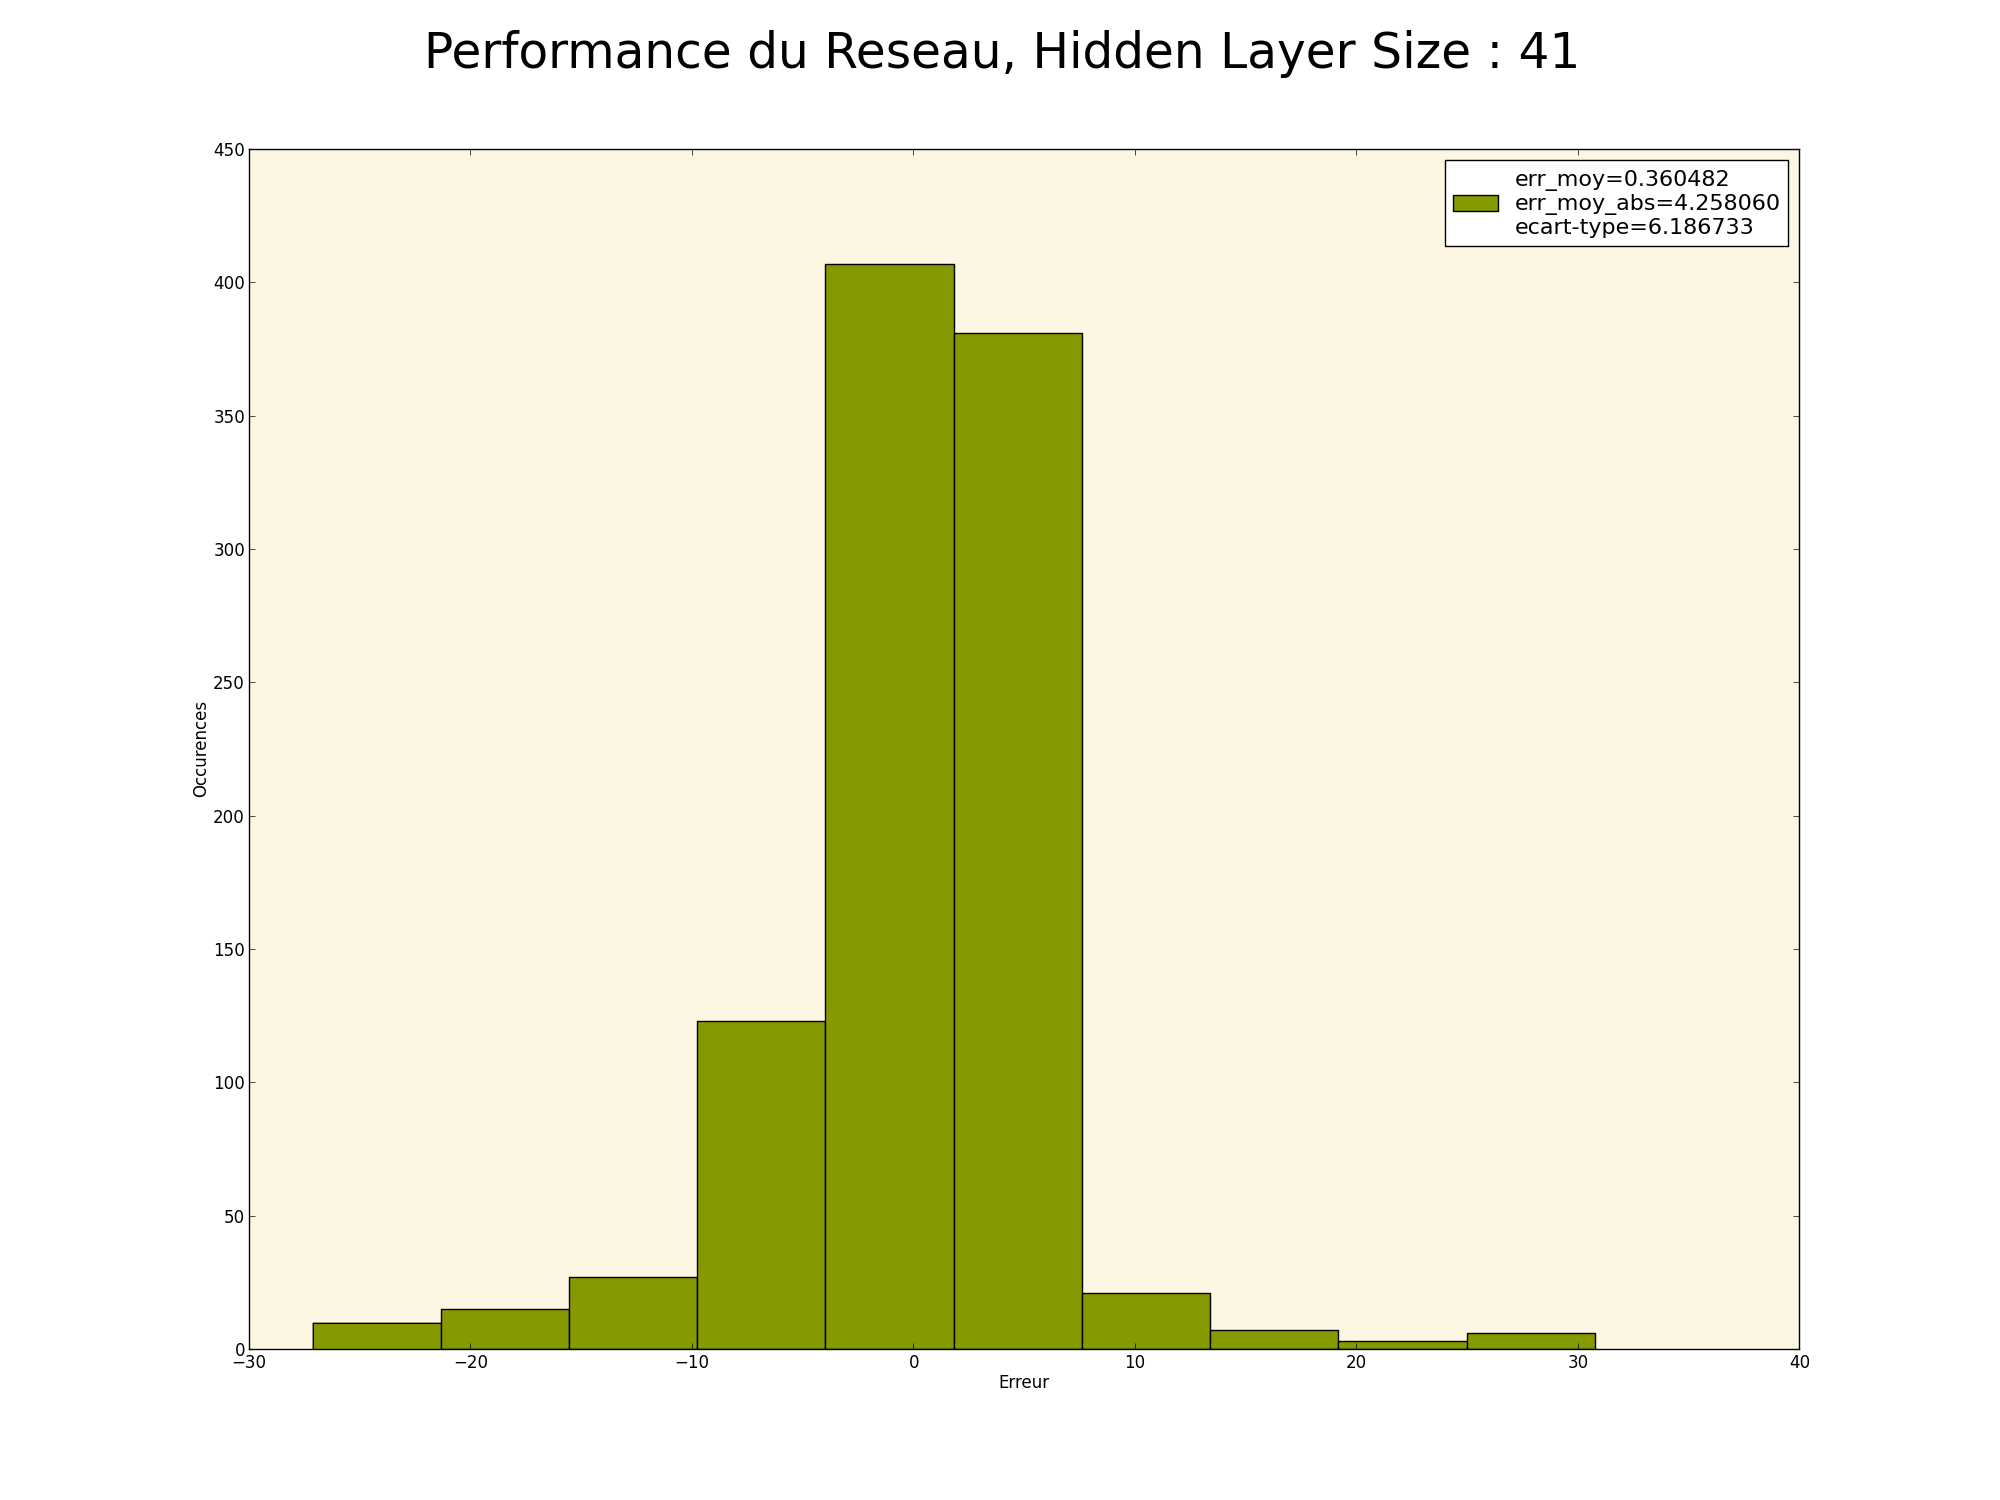 Performance du Reseau, Hidden Layer Size : 41
450
400
350
300
250
200
150
100
50
0
Occurences
err_moy=0.360482
err_moy_abs=4.258060
ecart-type=6.186733
−30 −20 −10 0 10 20 30 40
Erreur